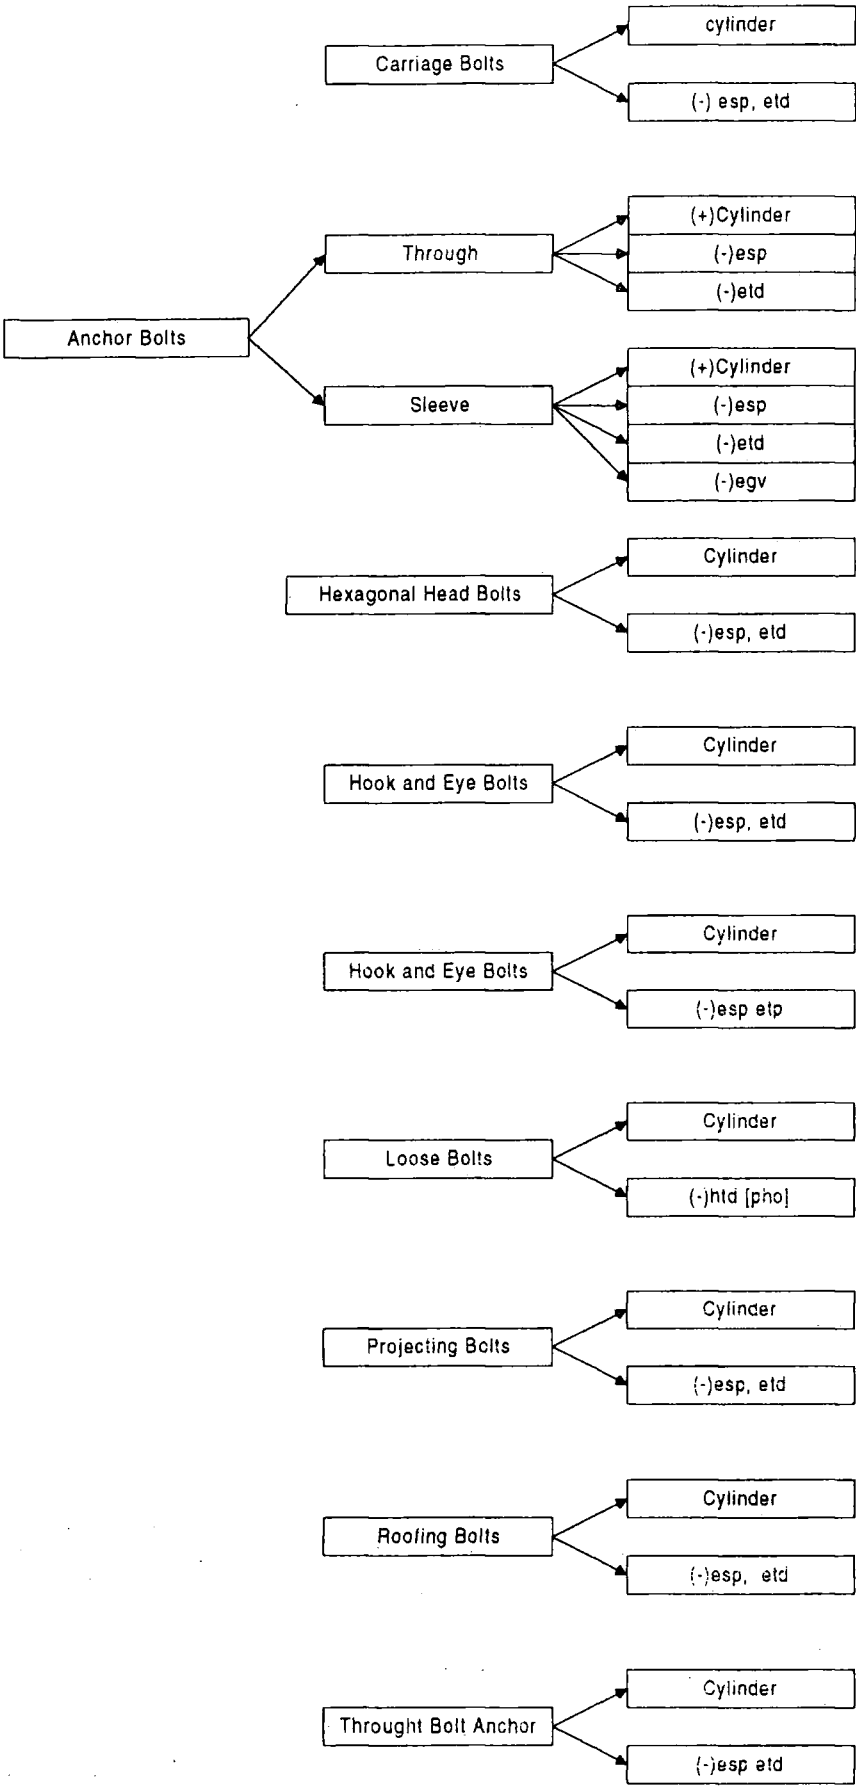 cylinder
Carriage Bolts
(-) esp, etd
(+)Cylinder
Through
(-)esp
(-)etd
Anchor Bolts
(+)Cylinder
Sleeve
(-)esp
(-)etd
(-)egv
Cylinder
Hexagonal Head Bolts
(-)esp, etd
Cylinder
Hook and Eye Bolts
(-)esp, etd
Cylinder
Hook and Eye Bolts
(-)esp etp
Cylinder
Loose Bolts
(-)htd [pho]
Cylinder
Projecting Bolts
(-)esp, etd
Cylinder
Roofing Bolts
(-)esp, etd
Cylinder
Throught Bolt Anchor
(-)esp etd